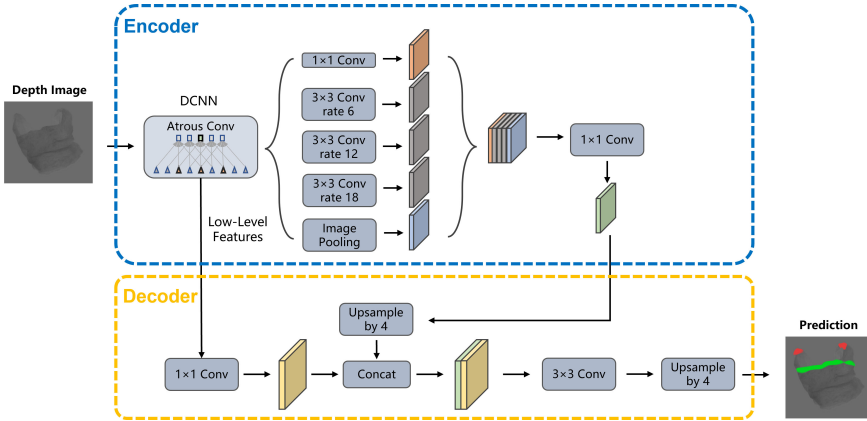 Encoder
Depth Image
DCNN
Atrous Conv
1×1 Conv
3×3 Conv
rate 6
3×3 Conv
rate 12
3×3 Conv
rate 18
Image
Pooling
1×1 Conv
Low-Level
Features
Decoder
Upsample
by 4
1×1 Conv
Concat
3×3 Conv
Upsample
by 4
Prediction